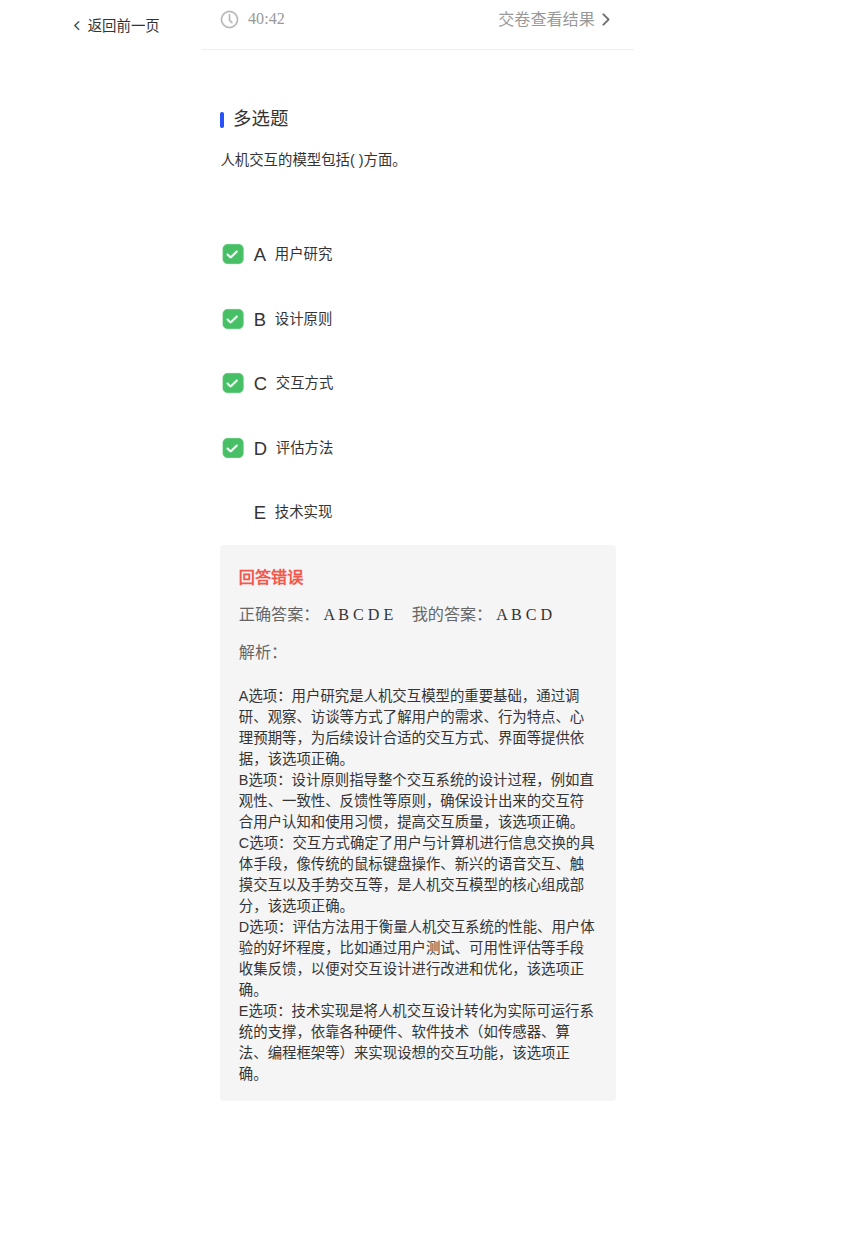 返回前一页
40:42
交卷查看结果
多选题
人机交互的模型包括( )方面。
A 用户研究
B 设计原则
C 交互方式
D 评估方法
E 技术实现
回答错误
正确答案： A B C D E 我的答案： A B C D
解析：
A选项：用户研究是人机交互模型的重要基础，通过调
研、观察、访谈等方式了解用户的需求、行为特点、心
理预期等，为后续设计合适的交互方式、界面等提供依
据，该选项正确。
B选项：设计原则指导整个交互系统的设计过程，例如直
观性、一致性、反馈性等原则，确保设计出来的交互符
合用户认知和使用习惯，提高交互质量，该选项正确。
C选项：交互方式确定了用户与计算机进行信息交换的具
体手段，像传统的鼠标键盘操作、新兴的语音交互、触
摸交互以及手势交互等，是人机交互模型的核心组成部
分，该选项正确。
D选项：评估方法用于衡量人机交互系统的性能、用户体
验的好坏程度，比如通过用户测试、可用性评估等手段
收集反馈，以便对交互设计进行改进和优化，该选项正
确。
E选项：技术实现是将人机交互设计转化为实际可运行系
统的支撑，依靠各种硬件、软件技术（如传感器、算
法、编程框架等）来实现设想的交互功能，该选项正
确。